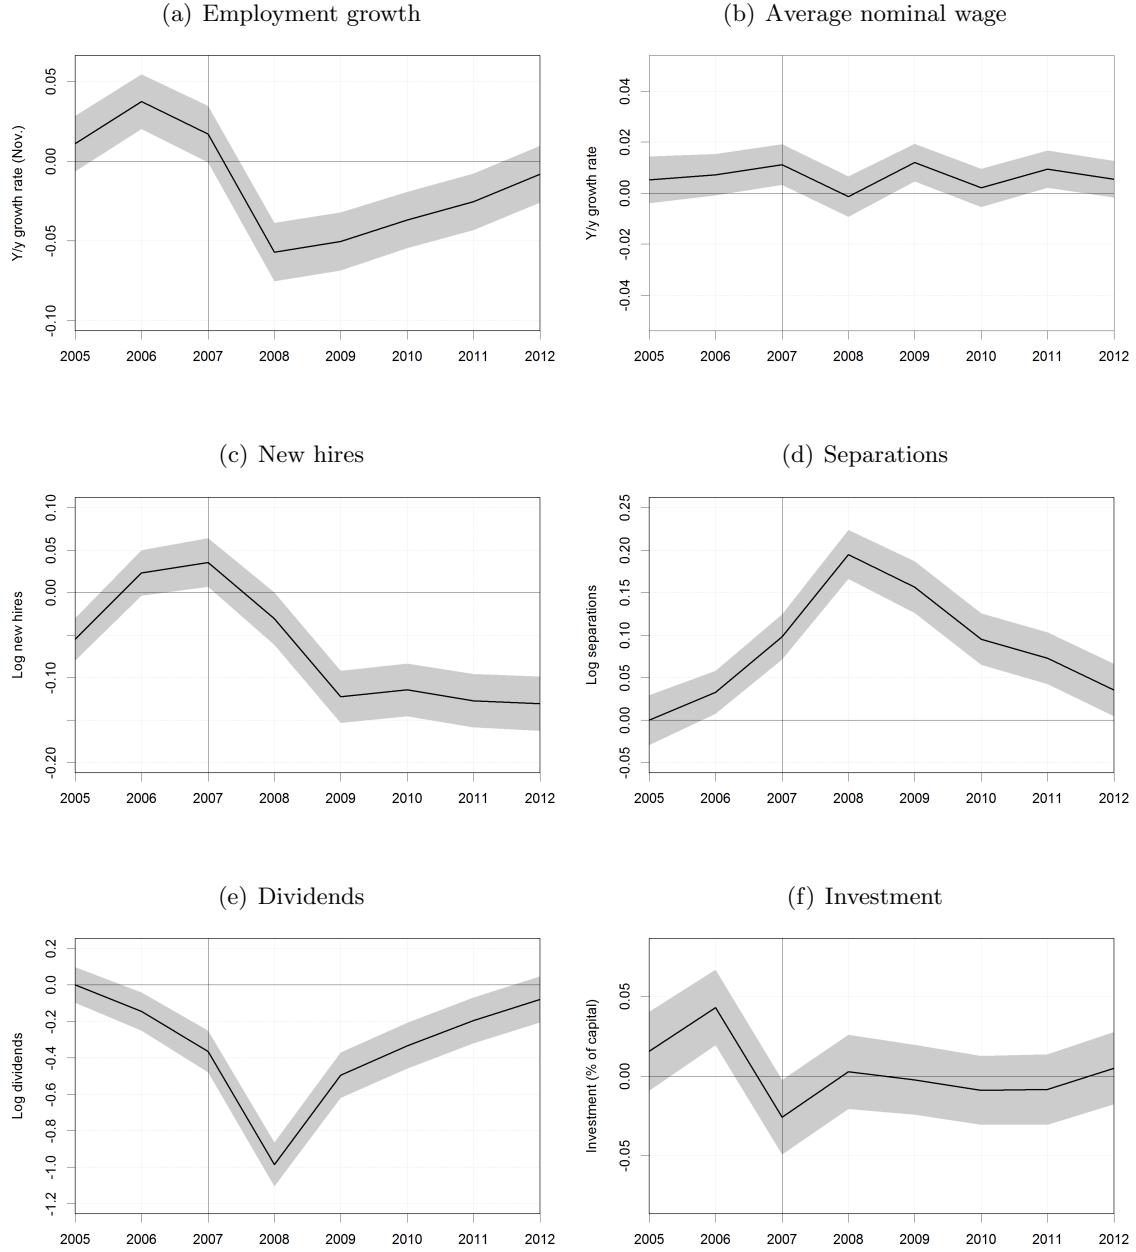 (a) Employment growth
Y/y growth rate (Nov.)
0.05
0.00
-0.05
-0.10
2005 2006 2007 2008 2009 2010 2011 2012
(b) Average nominal wage
Y/y growth rate
0.04
0.02
0.00
-0.02
-0.04
2005 2006 2007 2008 2009 2010 2011 2012
(c) New hires
Log new hires
0.10
0.05
0.00
-0.10
-0.20
2005 2006 2007 2008 2009 2010 2011 2012
(d) Separations
Log separations
0.25
0.20
0.15
0.10
0.05
0.00
-0.05
2005 2006 2007 2008 2009 2010 2011 2012
(e) Dividends
Log dividends
0.2
0.0
-0.2
-0.4
-0.6
-0.8
-1.0
-1.2
2005 2006 2007 2008 2009 2010 2011 2012
(f) Investment
Investment (% of capital)
0.05
0.00
-0.05
2005 2006 2007 2008 2009 2010 2011 2012